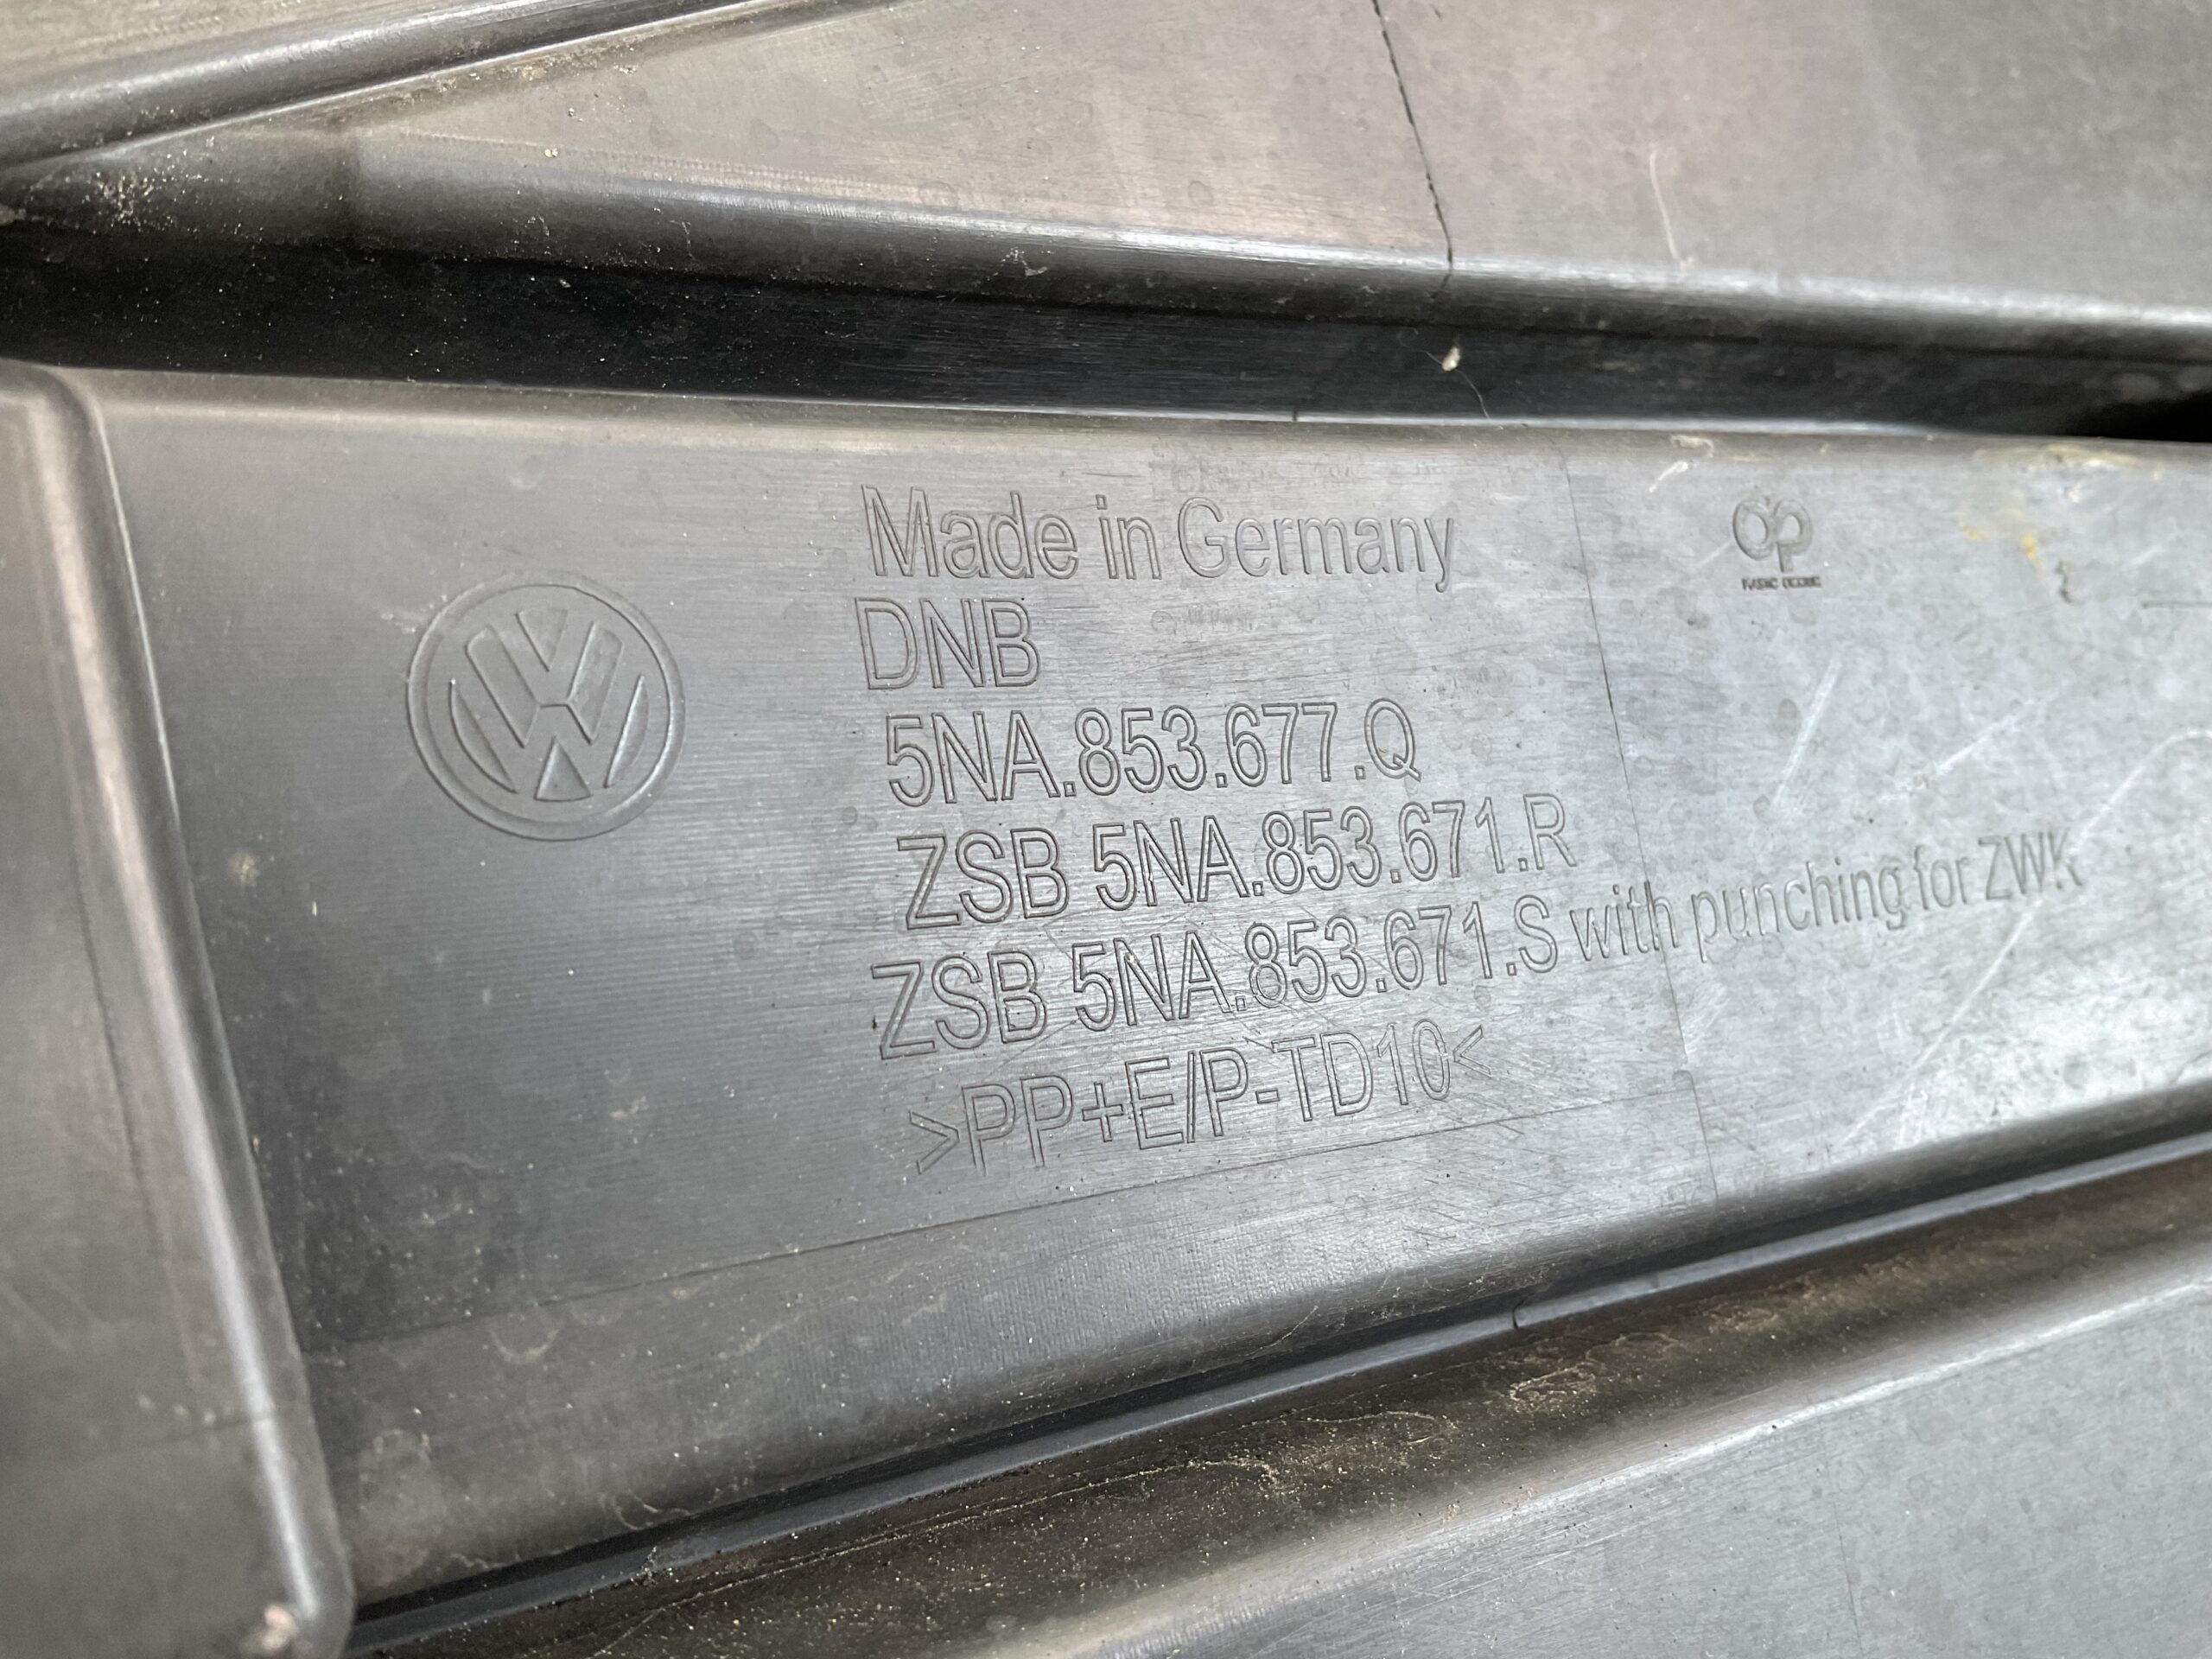 Made in Germany
DNB
5NA.853.677.Q
ZSB 5NA.853.671.R
ZSB 5NA.853.671.S with punching for ZWK
>PP+E/P-TD10<